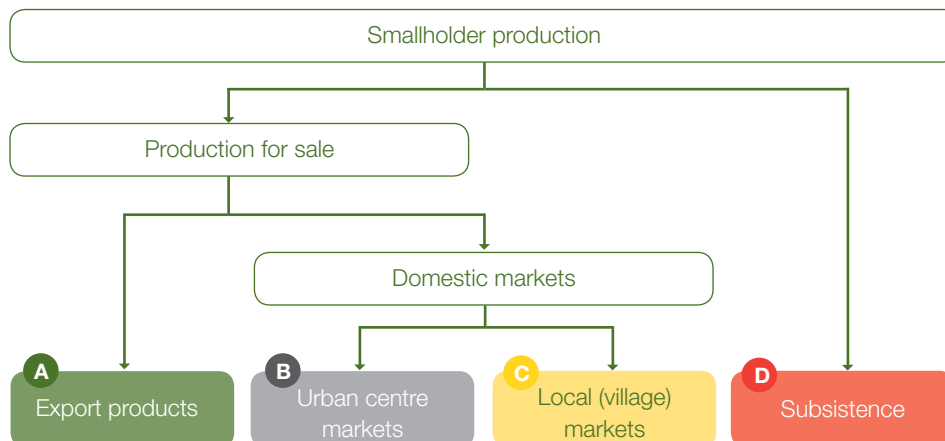 Smallholder production
Production for sale
Domestic markets
A
Export products
B
Urban centre
markets
C
Local (village)
markets
D
Subsistence